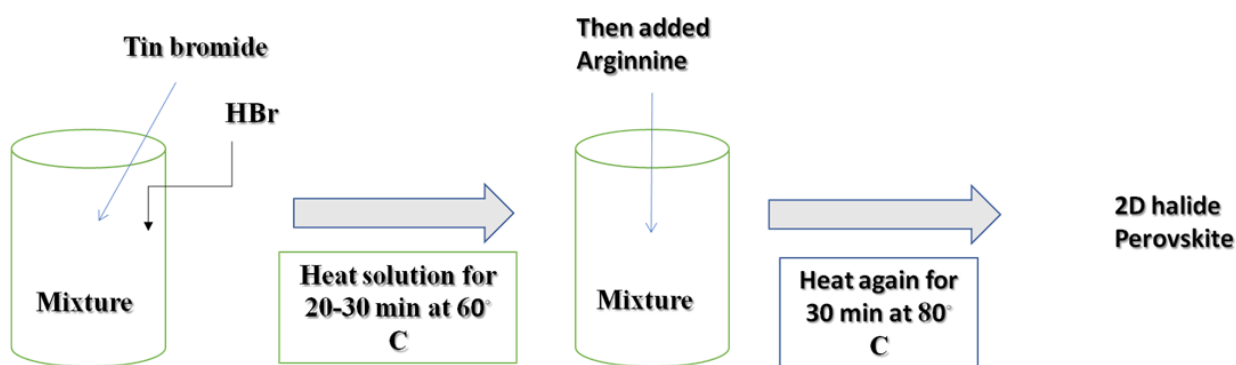 Tin bromide
HBr
Mixture
Heat solution for
20-30 min at 60°
C
Then added
Arginnine
Mixture
Heat again for
30 min at 80°
C
2D halide
Perovskite